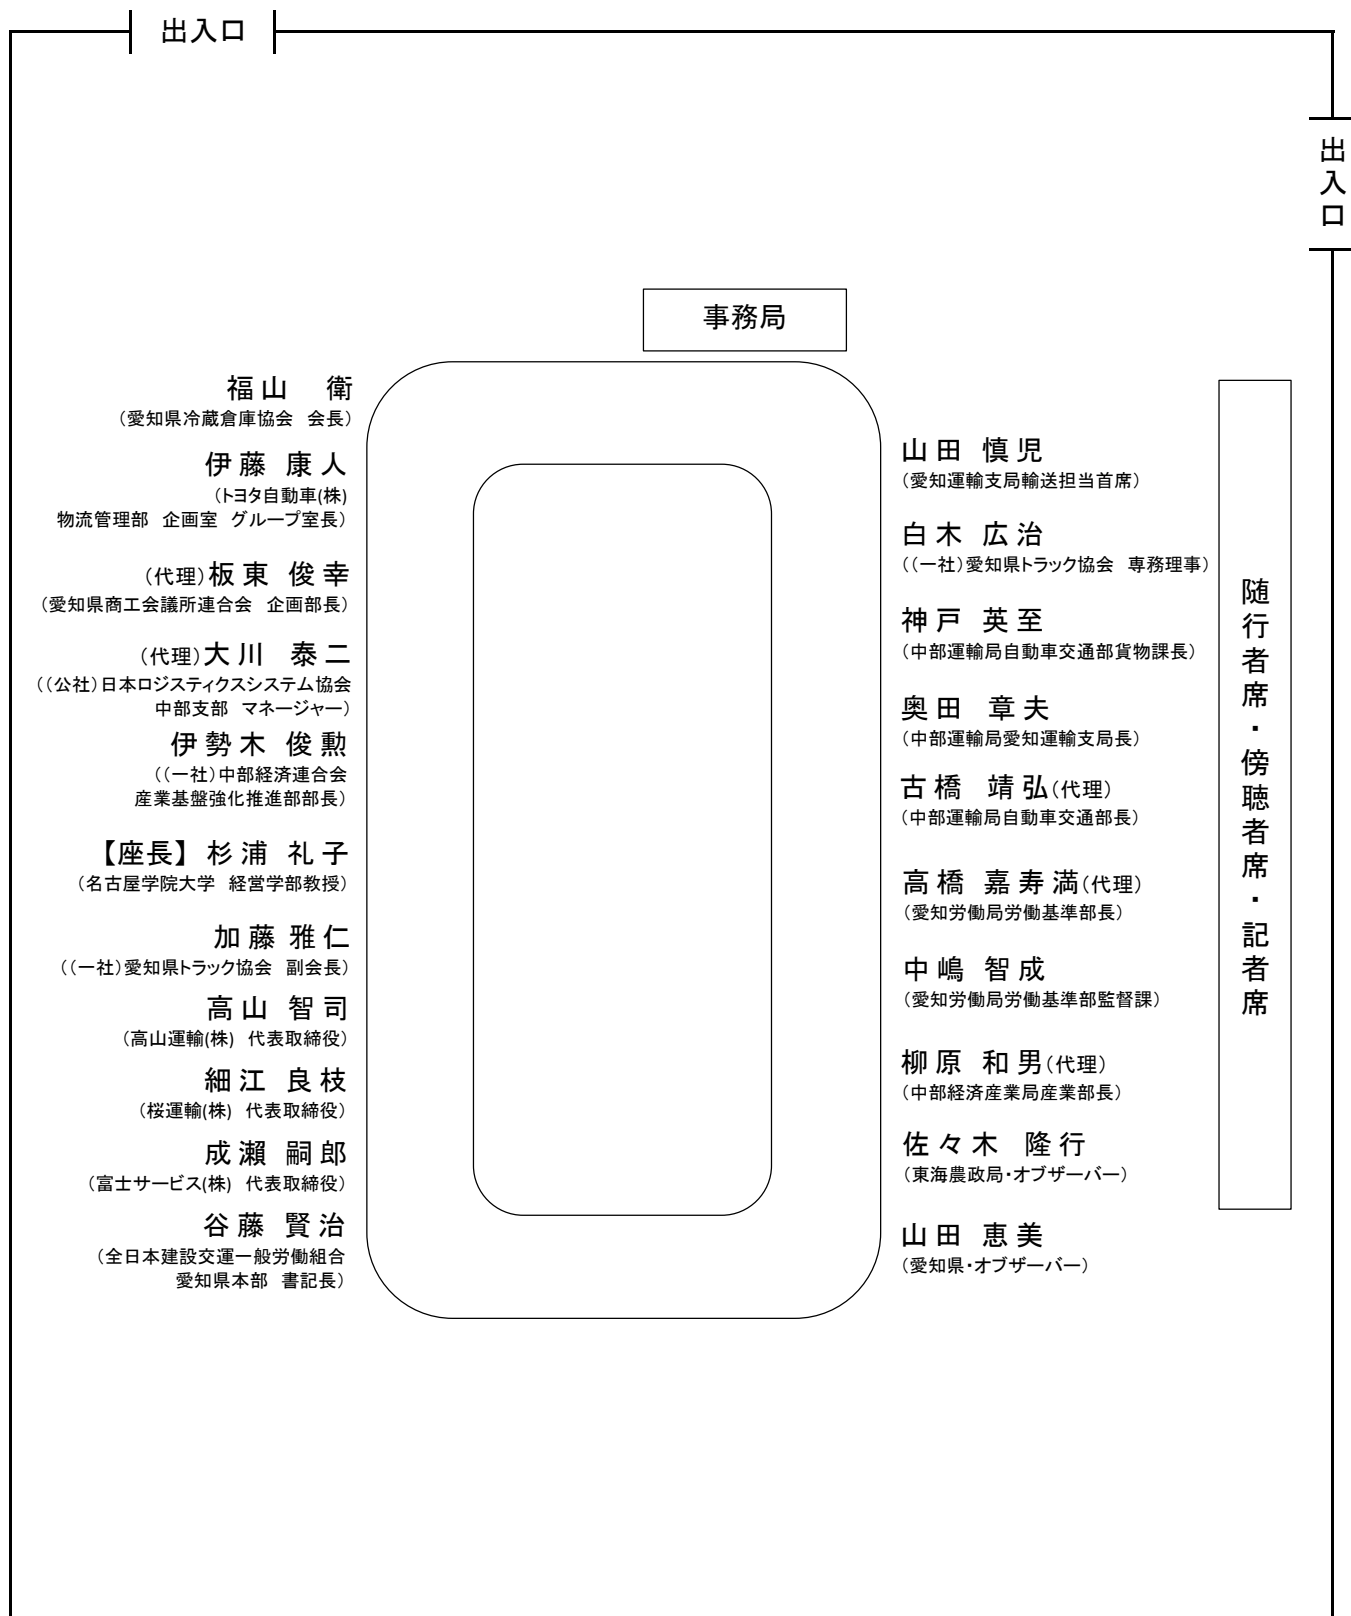 出入口
出入口
事務局
福山　衛
（愛知県冷蔵倉庫協会　会長）
伊藤 康人
（トヨタ自動車(株)
物流管理部　企画室　グループ室長）
（代理）板東 俊幸
（愛知県商工会議所連合会　企画部長）
（代理）大川　泰二
（（公社）日本ロジスティクスシステム協会
中部支部　マネージャー）
伊勢木 俊勲
（（一社）中部経済連合会
産業基盤強化推進部部長）
【座長】杉浦 礼子
（名古屋学院大学　経営学部教授）
加藤 雅仁
（（一社）愛知県トラック協会　副会長）
高山 智司
（高山運輸(株)　代表取締役）
細江 良枝
（桜運輸(株)　代表取締役）
成瀬 嗣郎
（富士サービス(株)　代表取締役）
谷藤 賢治
（全日本建設交運一般労働組合
愛知県本部　書記長）
山田 慎児
（愛知運輸支局輸送担当首席）
白木 広治
（（一社）愛知県トラック協会　専務理事）
神戸 英至
（中部運輸局自動車交通部貨物課長）
奥田　章夫
（中部運輸局愛知運輸支局長）
古橋　靖弘（代理）
（中部運輸局自動車交通部長）
高橋 嘉寿満（代理）
（愛知労働局労働基準部長）
中嶋 智成
（愛知労働局労働基準部監督課）
柳原 和男（代理）
（中部経済産業局産業部長）
佐々木　隆行
（東海農政局・オブザーバー）
山田 恵美
（愛知県・オブザーバー）
随行者席・傍聴者席・記者席